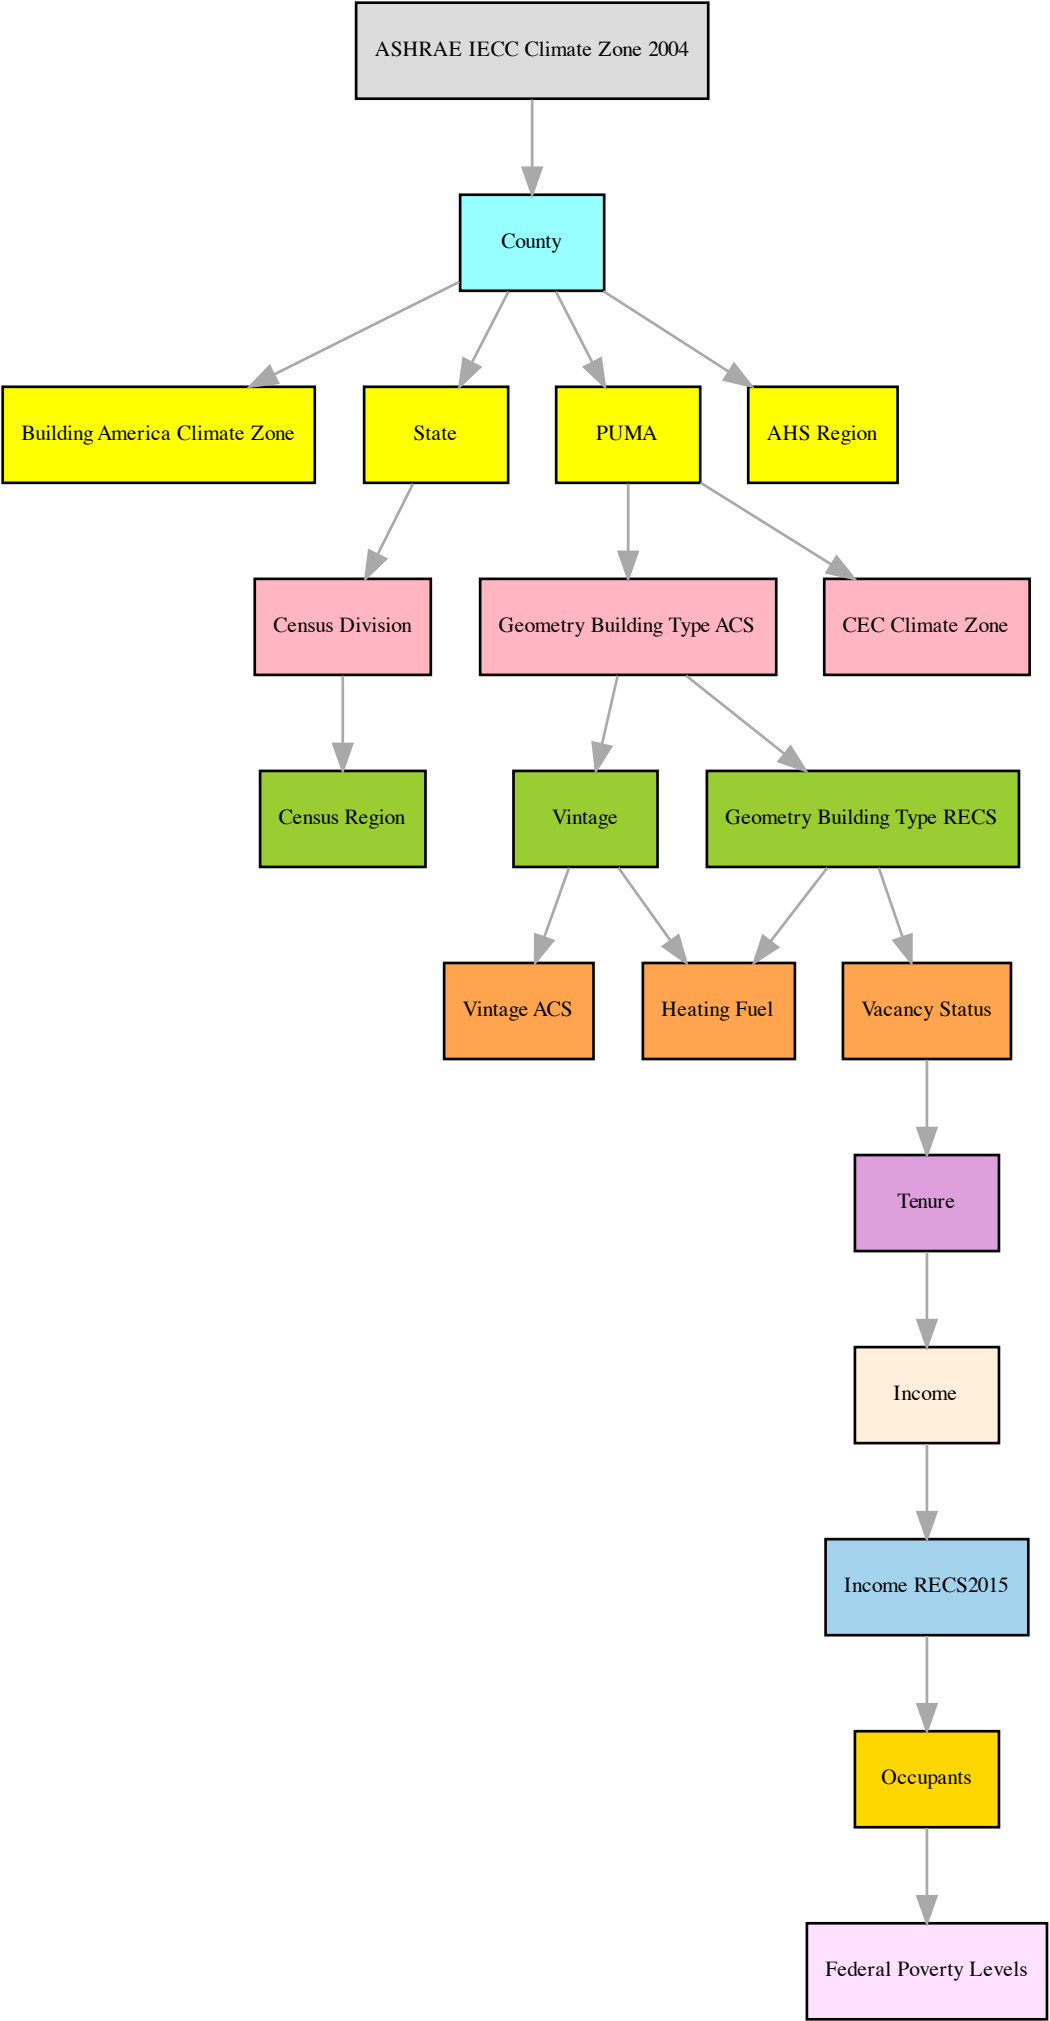 ASHRAE IECC Climate Zone 2004
County
Building America Climate Zone
State
PUMA
AHS Region
Census Division
Geometry Building Type ACS
CEC Climate Zone
Census Region
Vintage
Geometry Building Type RECS
Vintage ACS
Heating Fuel
Vacancy Status
Tenure
Income
Income RECS2015
Occupants
Federal Poverty Levels